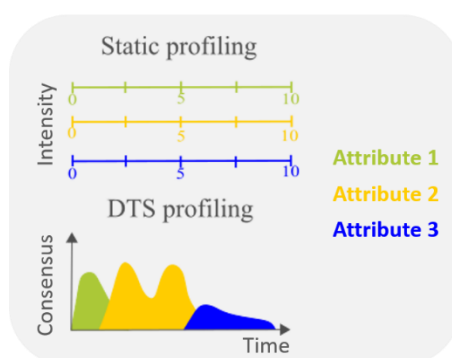 Static profiling
Intensity
0 5 10
0 5 10
0 5 10
Attribute 1
Attribute 2
Attribute 3
DTS profiling
Consensus
Time